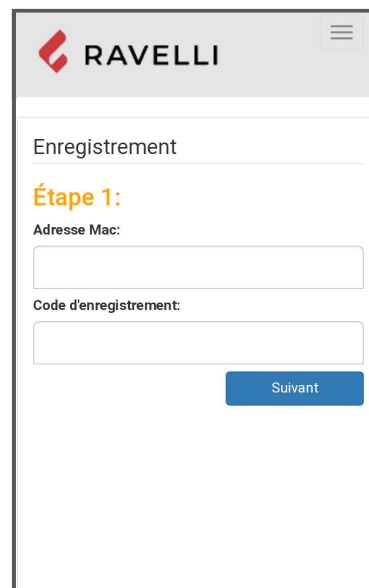 RAVELLI
Enregistrement
Étape 1:
Adresse Mac:
Code d'enregistrement:
Suivant